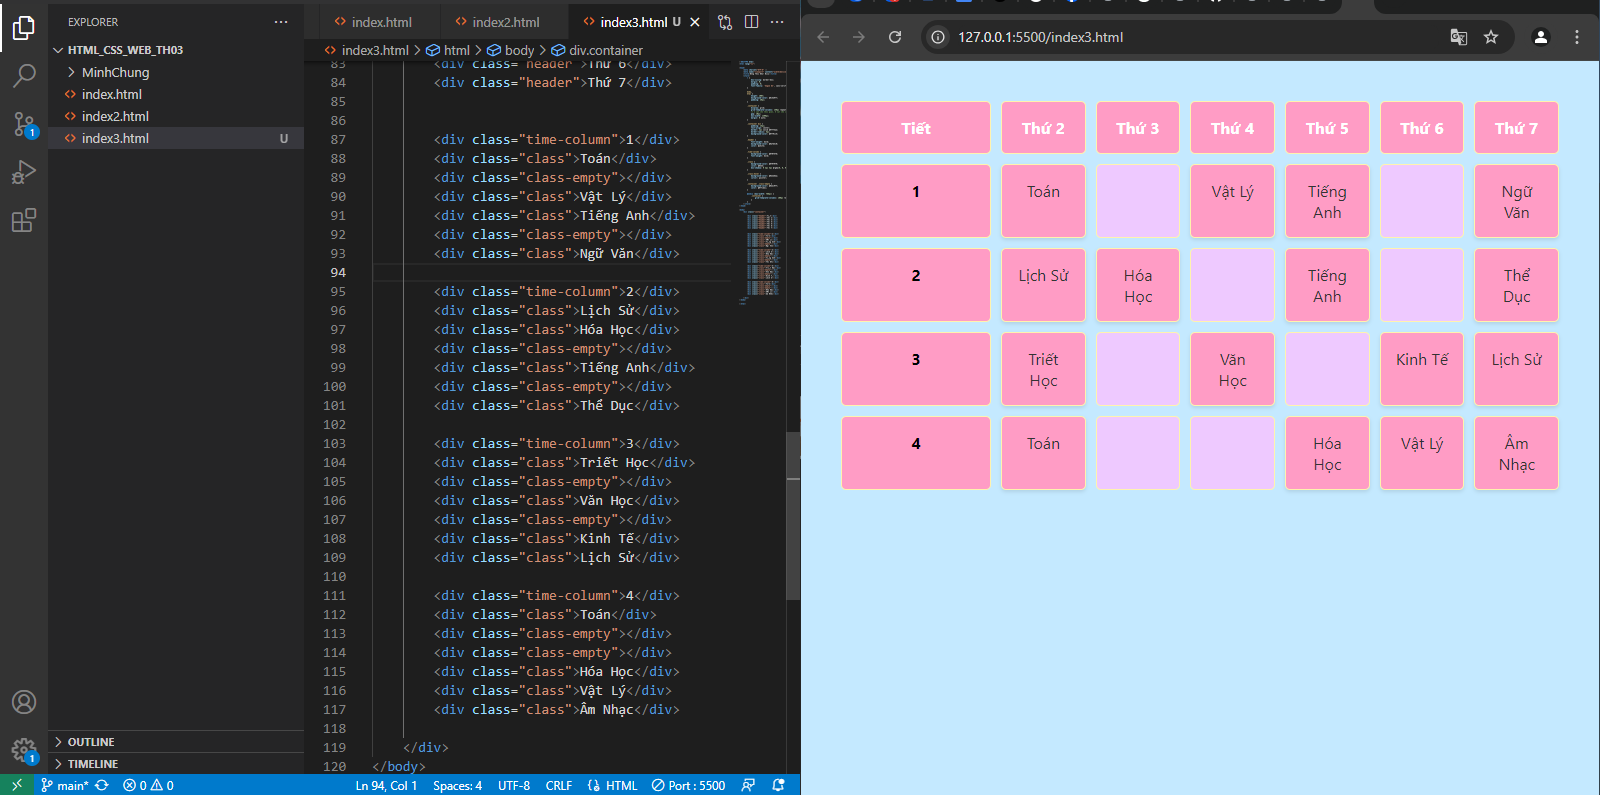 EXPLORER
HTML_CSS_WEB_TH03
MinhChung
index.html
index2.html
index3.html U
OUTLINE
TIMELINE
1
1
index.html index2.html index3.html U
index3.html > html > body > div.container
83 <div class="header">Thứ 6</div>
84 <div class="header">Thứ 7</div>
85
86
87 <div class="time-column">1</div>
88 <div class="class">Toán</div>
89 <div class="class-empty"></div>
90 <div class="class">Vật Lý</div>
91 <div class="class">Tiếng Anh</div>
92 <div class="class-empty"></div>
93 <div class="class">Ngữ Văn</div>
94
95 <div class="time-column">2</div>
96 <div class="class">Lịch Sử</div>
97 <div class="class">Hóa Học</div>
98 <div class="class-empty"></div>
99 <div class="class">Tiếng Anh</div>
100 <div class="class-empty"></div>
101 <div class="class">Thể Dục</div>
102
103 <div class="time-column">3</div>
104 <div class="class">Triết Học</div>
105 <div class="class-empty"></div>
106 <div class="class">Văn Học</div>
107 <div class="class-empty"></div>
108 <div class="class">Kinh Tế</div>
109 <div class="class">Lịch Sử</div>
110
111 <div class="time-column">4</div>
112 <div class="class">Toán</div>
113 <div class="class-empty"></div>
114 <div class="class-empty"></div>
115 <div class="class">Hóa Học</div>
116 <div class="class">Vật Lý</div>
117 <div class="class">Âm Nhạc</div>
118
119 </div>
120 </body>
main* 0 0 Ln 94, Col 1 Spaces: 4 UTF-8 CRLF HTML Port : 5500
127.0.0.1:5500/index3.html
Tiết Thứ 2 Thứ 3 Thứ 4 Thứ 5 Thứ 6 Thứ 7
1 Toán Vật Lý Tiếng Ngữ
Anh Văn
2 Lịch Sử Hóa Tiếng Thể
Học Anh Dục
3 Triết Văn Kinh Tế Lịch Sử
Học Học
4 Toán Hóa Vật Lý Âm
Học Nhạc